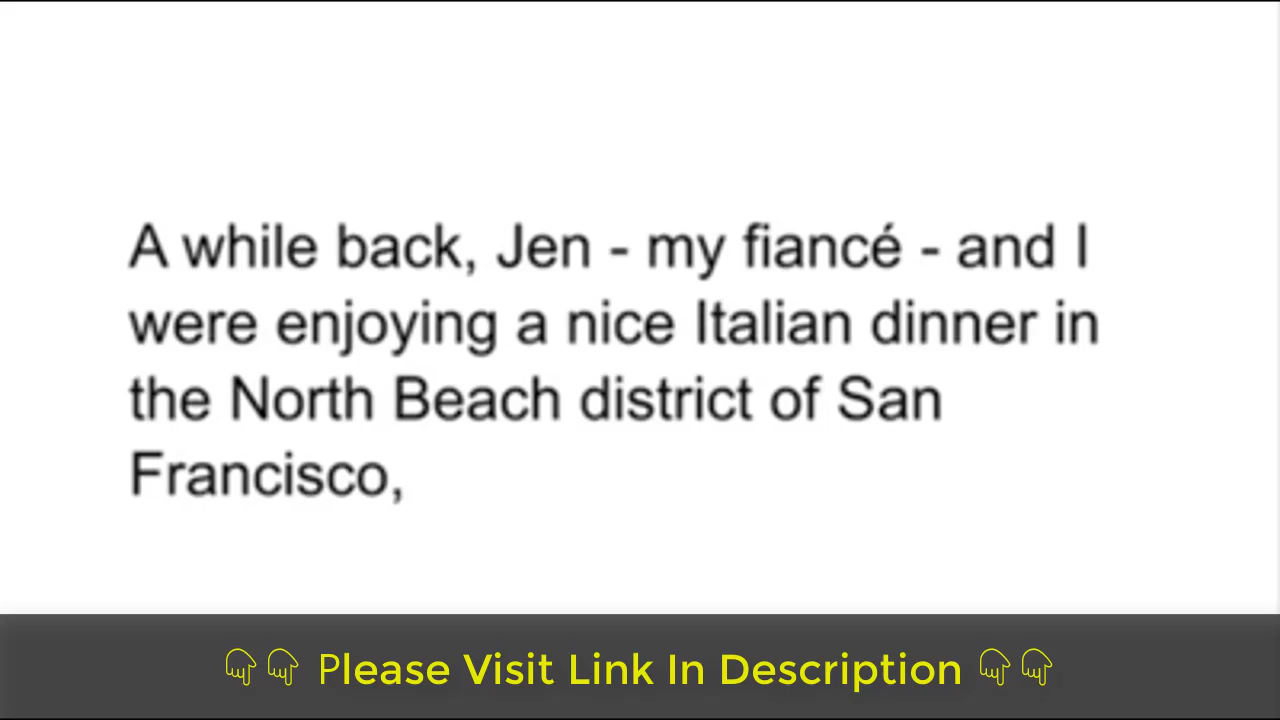 A while back, Jen - my fiancé - and I
were enjoying a nice Italian dinner in
the North Beach district of San
Francisco,
👇👇 Please Visit Link In Description 👇👇